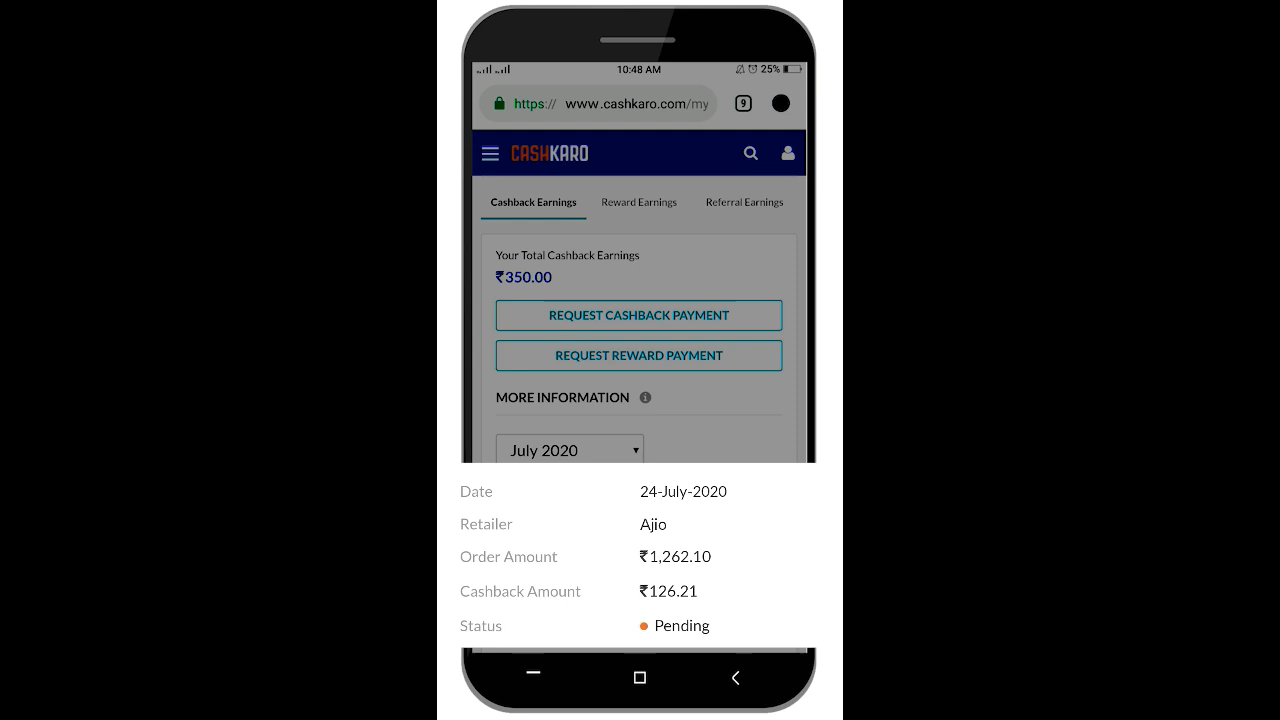 10:48 AM 25%
https:// www.cashkaro.com/my 9
CASHKARO
Cashback Earnings Reward Earnings Referral Earnings
Your Total Cashback Earnings
₹350.00
REQUEST CASHBACK PAYMENT
REQUEST REWARD PAYMENT
MORE INFORMATION
July 2020
Date 24-July-2020
Retailer Ajio
Order Amount ₹1,262.10
Cashback Amount ₹126.21
Status Pending